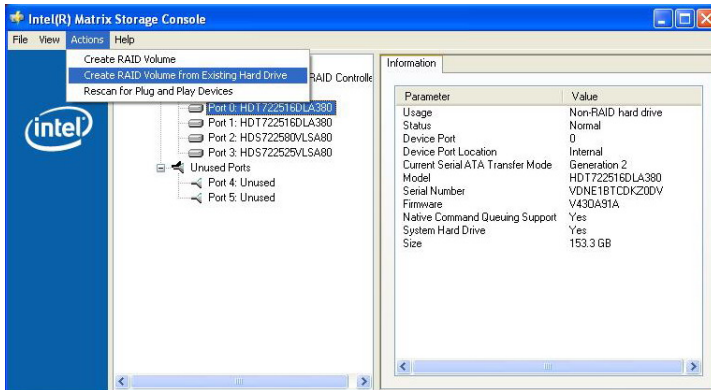 Intel(R) Matrix Storage Console
File View Actions Help
Create RAID Volume
Create RAID Volume from Existing Hard Drive
Rescan for Plug and Play Devices
RAID Controlle
Port 0: HDT722516DLA380
Port 1: HDT722516DLA380
Port 2: HDS722580VLSA80
Port 3: HDS722525VLSA80
Unused Ports
Port 4: Unused
Port 5: Unused
intel
Information
Parameter Value
Usage Non-RAID hard drive
Status Normal
Device Port 0
Device Port Location Internal
Current Serial ATA Transfer Mode Generation 2
Model HDT722516DLA380
Serial Number VDNE1BTCDKZ0DV
Firmware V43OA91A
Native Command Queuing Support Yes
System Hard Drive Yes
Size 153.3 GB